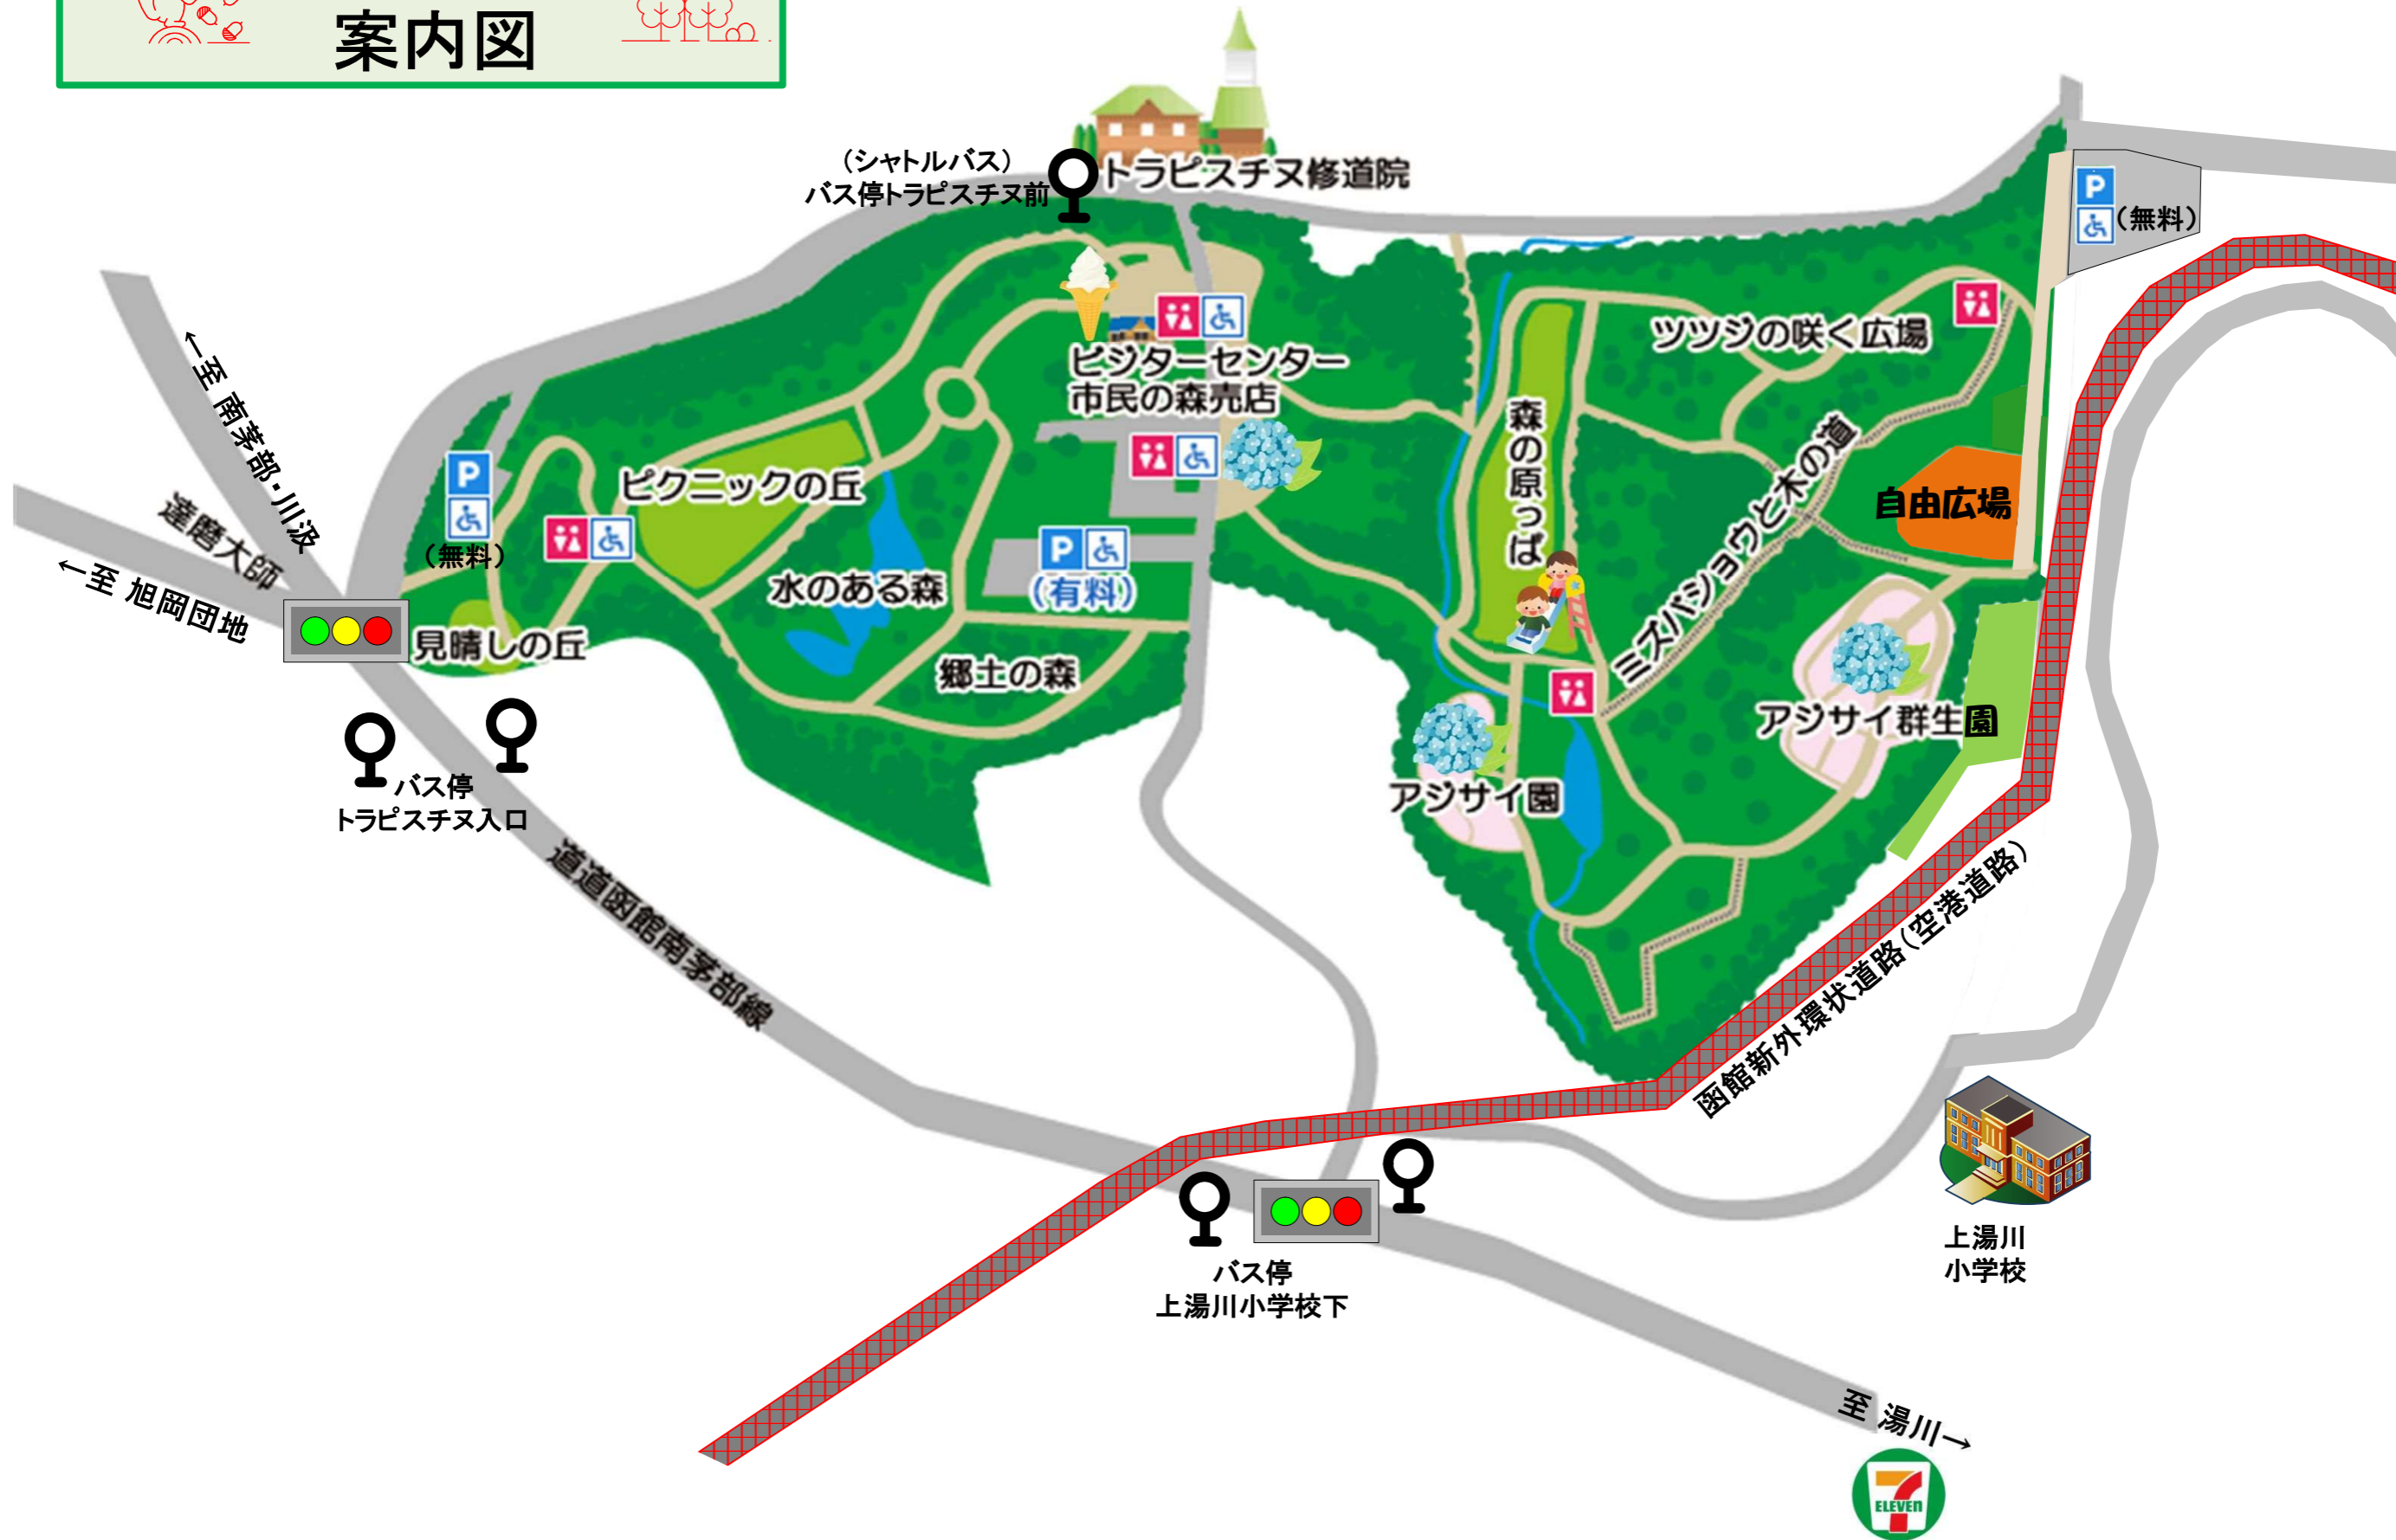 案内図
(シャトルバス)
バス停トラピスチヌ前
トラピスチヌ修道院
P
(無料)
←至 南茅部・川汲
達磨大師
←至 旭岡団地
P
(無料)
ピクニックの丘
見晴しの丘
水のある森
郷土の森
ビジターセンター
市民の森売店
P
(有料)
森の原っぱ
ツツジの咲く広場
ミズバショウと木の道
自由広場
アジサイ群生園
アジサイ園
バス停
トラピスチヌ入口
道道函館南茅部線
函館新外環状道路(空港道路)
バス停
上湯川小学校下
上湯川
小学校
至 湯川→
7
ELEVEn